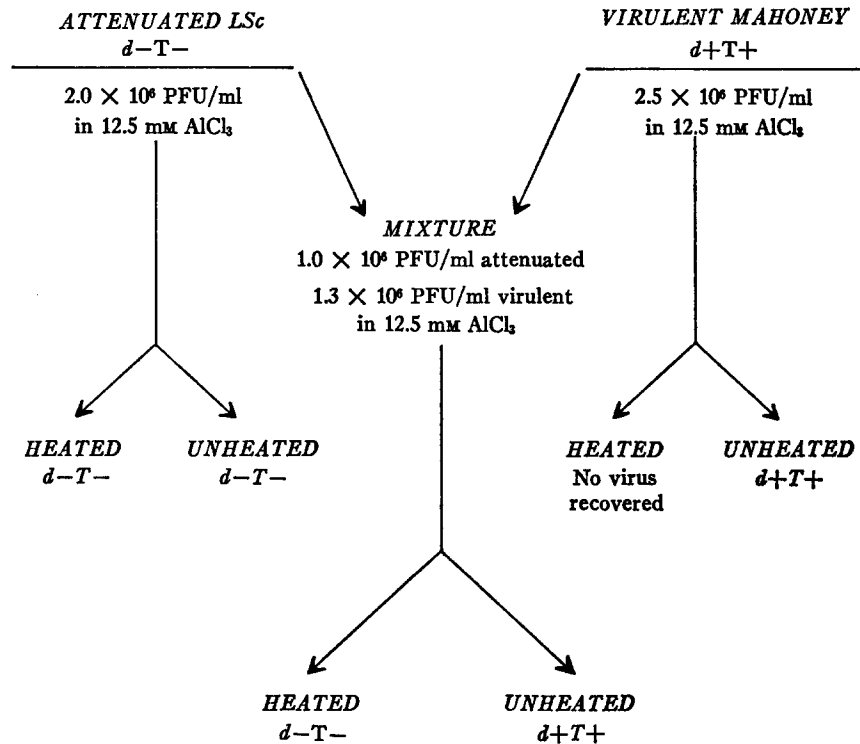 ATTENUATED LSc
d−T−
2.0 × 10⁶ PFU/ml
in 12.5 mM AlCl₃
VIRULENT MAHONEY
d+T+
2.5 × 10⁶ PFU/ml
in 12.5 mM AlCl₃
MIXTURE
1.0 × 10⁶ PFU/ml attenuated
1.3 × 10⁶ PFU/ml virulent
in 12.5 mM AlCl₃
HEATED
d−T−
UNHEATED
d−T−
HEATED
No virus
recovered
UNHEATED
d+T+
HEATED
d−T−
UNHEATED
d+T+